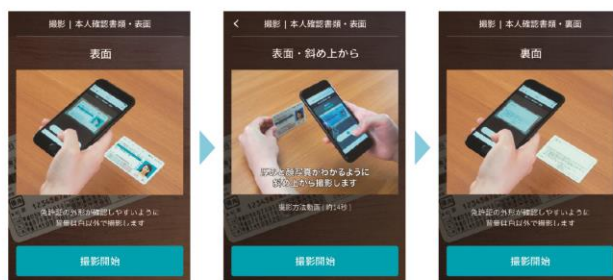 撮影 | 本人確認書類・表面
表面
免許証の外形が確認しやすいように
背景は白以外で撮影します
撮影開始
撮影 | 本人確認書類・表面
表面・斜め上から
厚みと顔写真がわかるように
斜め上から撮影します
撮影方法動画 [ 約14秒 ]
撮影開始
撮影 | 本人確認書類・裏面
裏面
免許証の外形が確認しやすいように
背景は白以外で撮影します
撮影開始